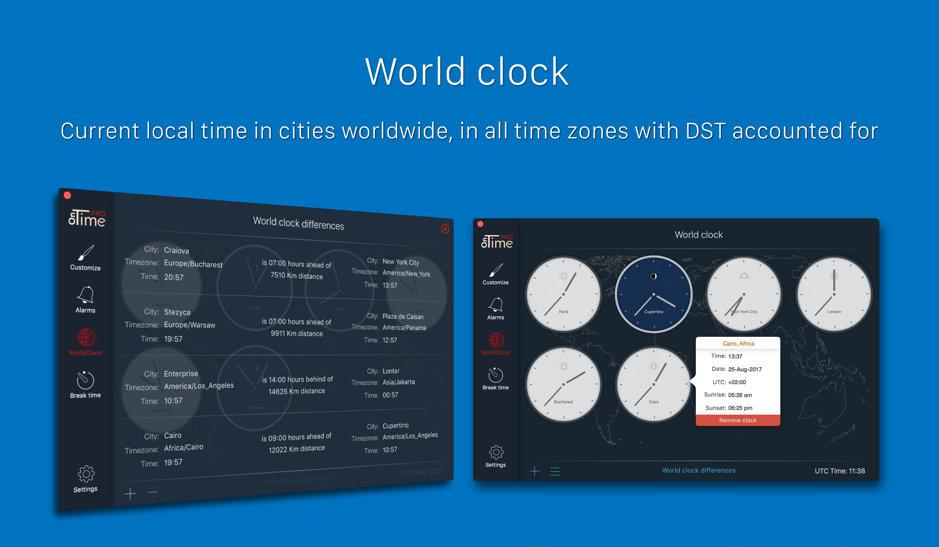 World clock
Current local time in cities worldwide, in all time zones with DST accounted for
onTime PRO
Customize
Alarms
WorldClock
Break time
Settings
World clock differences
City: Craiova
Timezone: Europe/Bucharest
Time: 20:57
is 07:00 hours ahead of
7510 Km distance
City: New York City
Timezone: America/New_York
Time: 13:57
City: Stezyca
Timezone: Europe/Warsaw
Time: 19:57
is 07:00 hours ahead of
9911 Km distance
City: Plaza de Caisan
Timezone: America/Panama
Time: 12:57
City: Enterprise
Timezone: America/Los_Angeles
Time: 10:57
is 14:00 hours behind of
14626 Km distance
City: Lontar
Timezone: Asia/Jakarta
Time: 00:57
City: Cairo
Timezone: Africa/Cairo
Time: 19:57
is 09:00 hours ahead of
12022 Km distance
City: Cupertino
Timezone: America/Los_Angeles
Time: 10:57
World clock differences
UTC Time: 17:57
onTime PRO
Customize
Alarms
WorldClock
Break time
Settings
World clock
Paris
Cupertino
New York City
London
Bucharest
Cairo
Cairo, Africa
Time: 13:37
Date: 25-Aug-2017
UTC: +02:00
Sunrise: 05:28 am
Sunset: 06:25 pm
Remove clock
World clock differences
UTC Time: 11:38